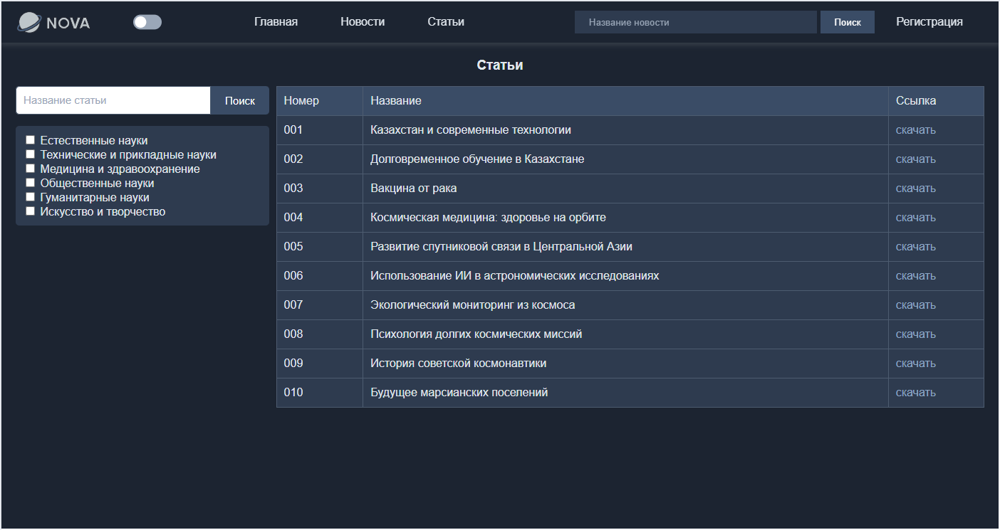 NOVA Главная Новости Статьи Название новости Поиск Регистрация
Статьи
Название статьи Поиск
Естественные науки
Технические и прикладные науки
Медицина и здравоохранение
Общественные науки
Гуманитарные науки
Искусство и творчество
Номер Название Ссылка
001 Казахстан и современные технологии скачать
002 Долговременное обучение в Казахстане скачать
003 Вакцина от рака скачать
004 Космическая медицина: здоровье на орбите скачать
005 Развитие спутниковой связи в Центральной Азии скачать
006 Использование ИИ в астрономических исследованиях скачать
007 Экологический мониторинг из космоса скачать
008 Психология долгих космических миссий скачать
009 История советской космонавтики скачать
010 Будущее марсианских поселений скачать